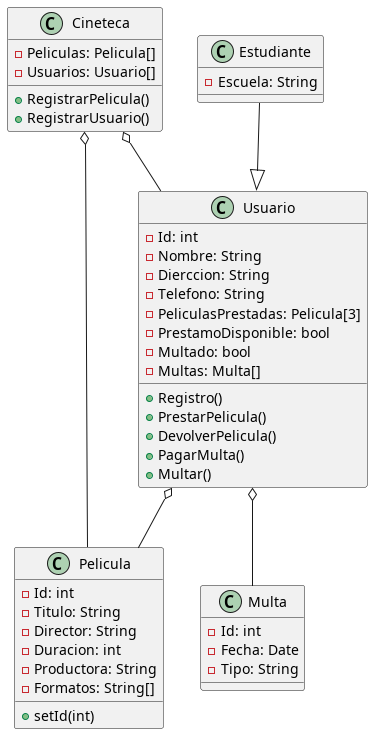 C Cineteca
Peliculas: Pelicula[]
Usuarios: Usuario[]
RegistrarPelicula()
RegistrarUsuario()
C Estudiante
Escuela: String
C Usuario
Id: int
Nombre: String
Dierccion: String
Telefono: String
PeliculasPrestadas: Pelicula[3]
PrestamoDisponible: bool
Multado: bool
Multas: Multa[]
Registro()
PrestarPelicula()
DevolverPelicula()
PagarMulta()
Multar()
C Pelicula
Id: int
Titulo: String
Director: String
Duracion: int
Productora: String
Formatos: String[]
setId(int)
C Multa
Id: int
Fecha: Date
Tipo: String